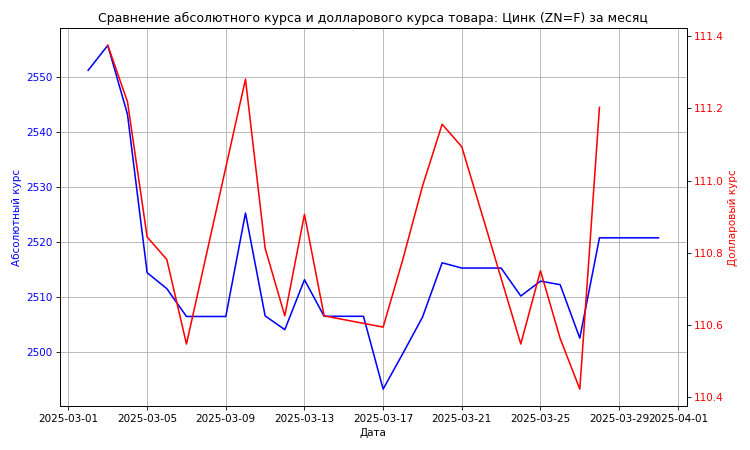 Сравнение абсолютного курса и долларового курса товара: Цинк (ZN=F) за месяц
Абсолютный курс
2550
2540
2530
2520
2510
2500
111.4
111.2
111.0
110.8
110.6
110.4
Долларовый курс
2025-03-01 2025-03-05 2025-03-09 2025-03-13 2025-03-17 2025-03-21 2025-03-25 2025-03-29 2025-04-01
Дата